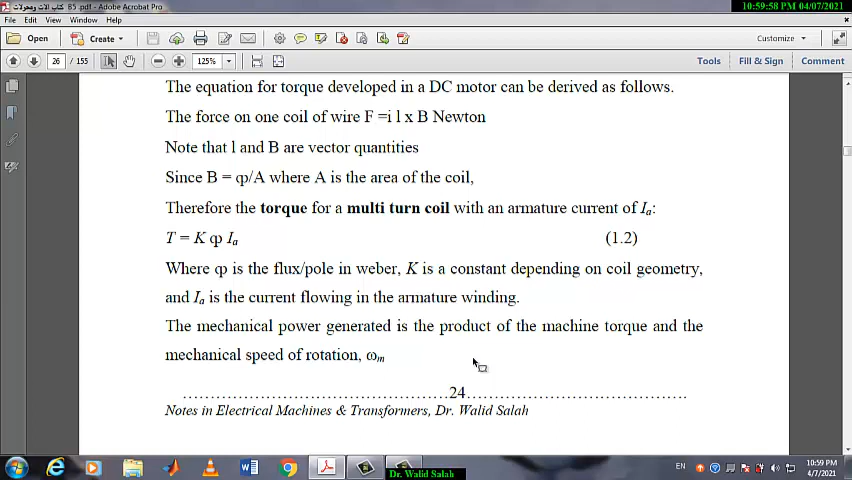 85. كتاب الات ومحولات.pdf - Adobe Acrobat Pro
10:59:58 PM 04/07/2021
File Edit View Window Help
Open Create Customize
26 / 155 125% Tools Fill & Sign Comment
The equation for torque developed in a DC motor can be derived as follows.
The force on one coil of wire F =i l x B Newton
Note that l and B are vector quantities
Since B = φ/A where A is the area of the coil,
Therefore the torque for a multi turn coil with an armature current of Ia:
T = K φ Ia (1.2)
Where φ is the flux/pole in weber, K is a constant depending on coil geometry,
and Ia is the current flowing in the armature winding.
The mechanical power generated is the product of the machine torque and the
mechanical speed of rotation, ωm
24
Notes in Electrical Machines & Transformers, Dr. Walid Salah
EN 10:59 PM
4/7/2021
Dr. Walid Salah